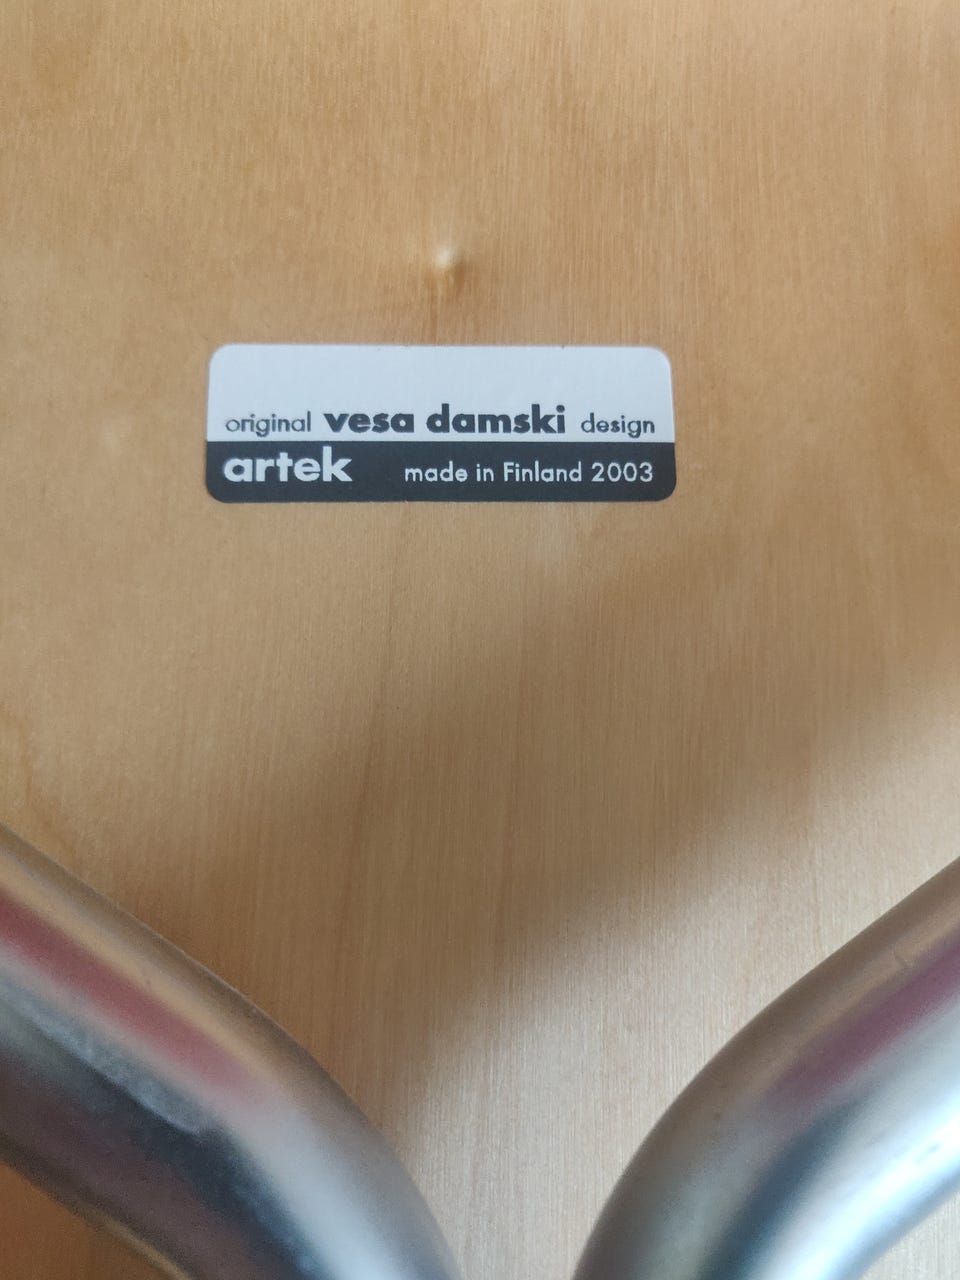 original vesa damski design
artek made in Finland 2003